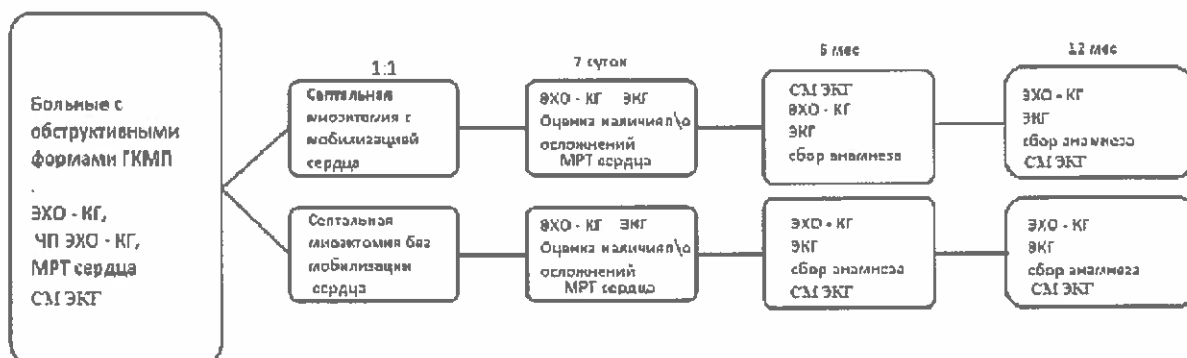 Больные с
обструктивными
формами ГКМП
.
ЭХО - КГ,
ЧП ЭХО - КГ,
МРТ сердца
СМ ЭКГ
1:1
Септальная
миоэктомия с
мобилизацией
сердца
Септальная
миоэктомия без
мобилизации
сердца
7 суток
ЭХО - КГ ЭКГ
Оценка наличия п\о
осложнений
МРТ сердца
ЭХО - КГ ЭКГ
Оценка наличия п\о
осложнений
МРТ сердца
6 мес
СМ ЭКГ
ЭХО - КГ
ЭКГ
сбор анамнеза
ЭХО - КГ
ЭКГ
сбор анамнеза
СМ ЭКГ
12 мес
ЭХО - КГ
ЭКГ
сбор анамнеза
СМ ЭКГ
ЭХО - КГ
ЭКГ
сбор анамнеза
СМ ЭКГ